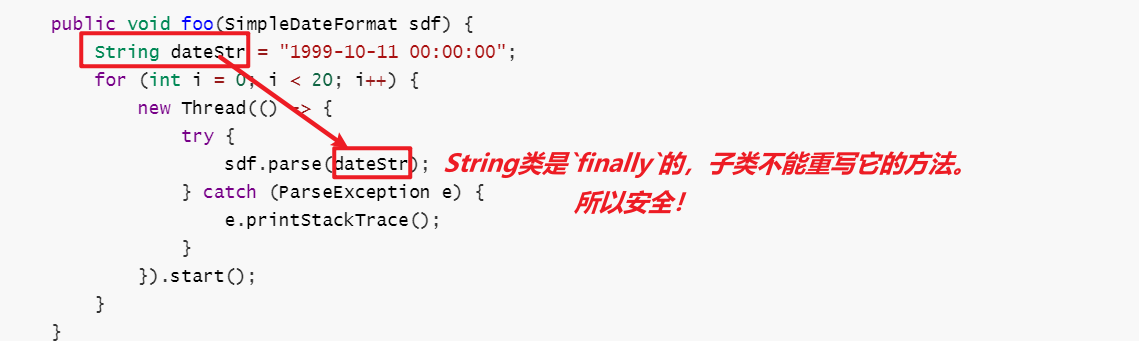 public void foo(SimpleDateFormat sdf) {
String dateStr = "1999-10-11 00:00:00";
for (int i = 0; i < 20; i++) {
new Thread(() -> {
try {
sdf.parse(dateStr); String类是`finally`的，子类不能重写它的方法。
} catch (ParseException e) { 所以安全！
e.printStackTrace();
}
}).start();
}
}